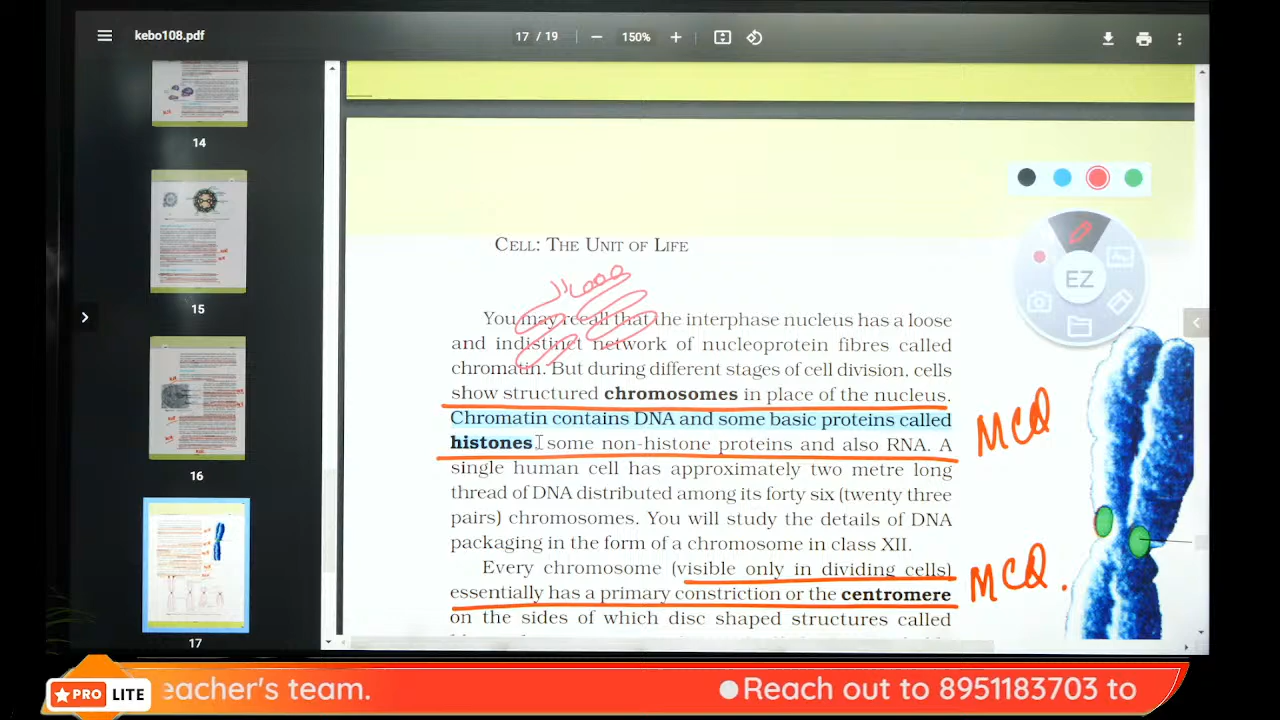 kebo108.pdf
17 / 19
150%
14
15
16
17
EZ
CELL: THE UNIT OF LIFE
You may recall that the interphase nucleus has a loose
and indistinct network of nucleoprotein fibres called
chromatin. But during different stages of cell division, cells
show structured chromosomes in place of the nucleus.
Chromatin contains DNA and some basic proteins called
histones, some non-histone proteins and also RNA. A
single human cell has approximately two metre long
thread of DNA distributed among its forty six (twenty three
pairs) chromosomes. You will study the details of DNA
packaging in the form of a chromosome in class XII.
Every chromosome (visible only in dividing cells)
essentially has a primary constriction or the centromere
on the sides of which disc shaped structures called
MCQ
MCQ.
PRO LITE
eacher's team.
Reach out to 8951183703 to